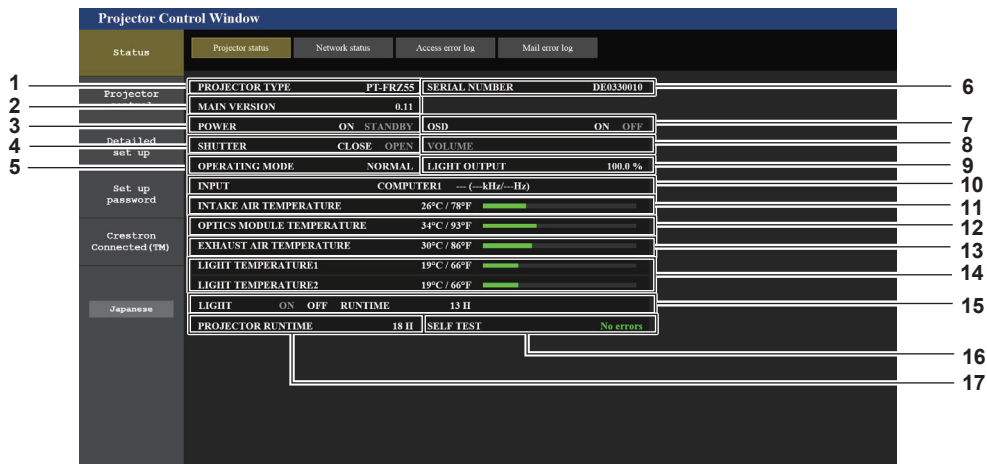 Projector Control Window
Status
Projector status Network status Access error log Mail error log
1 PROJECTOR TYPE PT-FRZ55 SERIAL NUMBER DE0330010 6
Projector
2 MAIN VERSION 0.11
3 POWER ON STANDBY OSD ON OFF 7
Detailed
set up
4 SHUTTER CLOSE OPEN VOLUME 8
5 OPERATING MODE NORMAL LIGHT OUTPUT 100.0 % 9
Set up
password
INPUT COMPUTER1 --- (---kHz/---Hz) 10
INTAKE AIR TEMPERATURE 26°C / 78°F 11
OPTICS MODULE TEMPERATURE 34°C / 93°F 12
Crestron
Connected(TM)
EXHAUST AIR TEMPERATURE 30°C / 86°F 13
LIGHT TEMPERATURE1 19°C / 66°F
14
LIGHT TEMPERATURE2 19°C / 66°F
Japanese
LIGHT ON OFF RUNTIME 13 H 15
PROJECTOR RUNTIME 18 H SELF TEST No errors
16
17